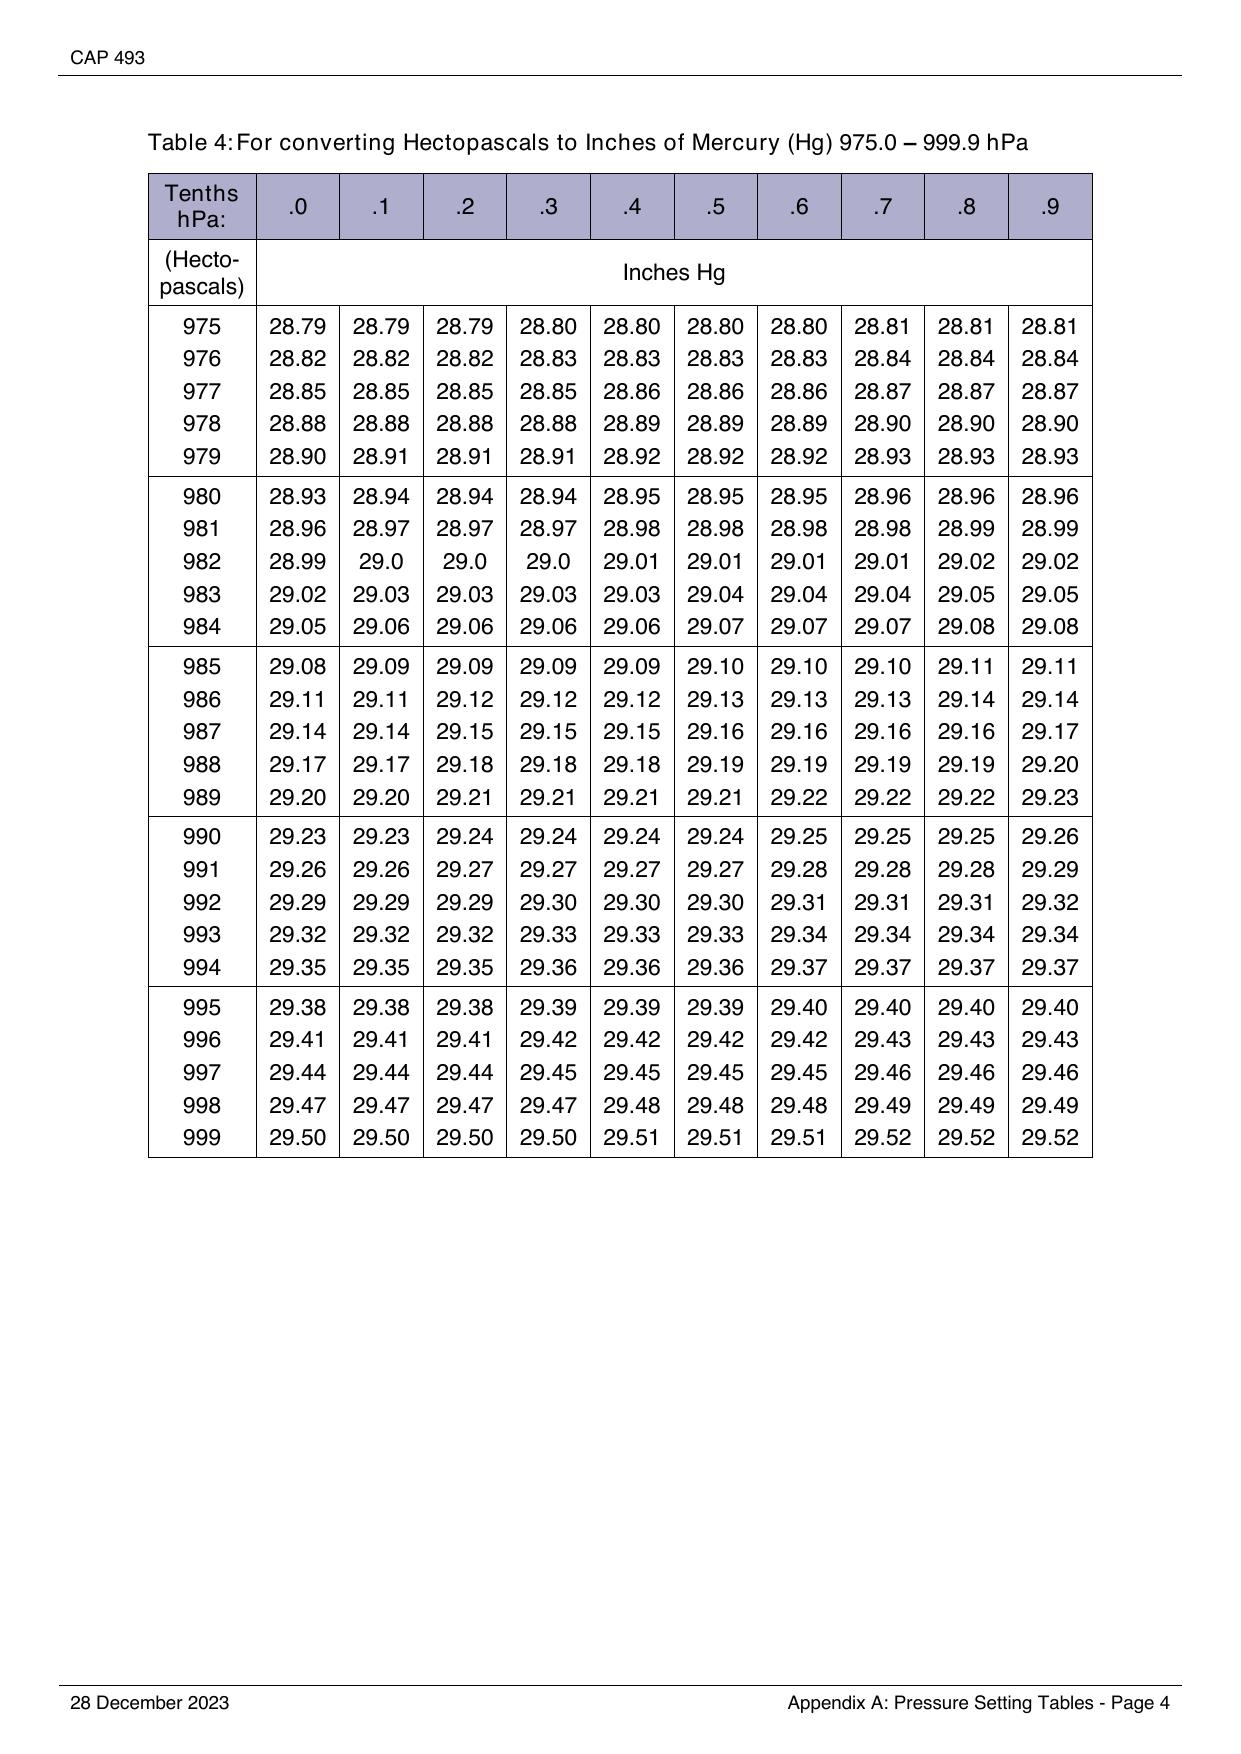 CAP 493
Table 4: For converting Hectopascals to Inches of Mercury (Hg) 975.0 – 999.9 hPa
Tenths
hPa: .0 .1 .2 .3 .4 .5 .6 .7 .8 .9
(Hecto-
pascals) Inches Hg
975 28.79 28.79 28.79 28.80 28.80 28.80 28.80 28.81 28.81 28.81
976 28.82 28.82 28.82 28.83 28.83 28.83 28.83 28.84 28.84 28.84
977 28.85 28.85 28.85 28.85 28.86 28.86 28.86 28.87 28.87 28.87
978 28.88 28.88 28.88 28.88 28.89 28.89 28.89 28.90 28.90 28.90
979 28.90 28.91 28.91 28.91 28.92 28.92 28.92 28.93 28.93 28.93
980 28.93 28.94 28.94 28.94 28.95 28.95 28.95 28.96 28.96 28.96
981 28.96 28.97 28.97 28.97 28.98 28.98 28.98 28.98 28.99 28.99
982 28.99 29.0 29.0 29.0 29.01 29.01 29.01 29.01 29.02 29.02
983 29.02 29.03 29.03 29.03 29.03 29.04 29.04 29.04 29.05 29.05
984 29.05 29.06 29.06 29.06 29.06 29.07 29.07 29.07 29.08 29.08
985 29.08 29.09 29.09 29.09 29.09 29.10 29.10 29.10 29.11 29.11
986 29.11 29.11 29.12 29.12 29.12 29.13 29.13 29.13 29.14 29.14
987 29.14 29.14 29.15 29.15 29.15 29.16 29.16 29.16 29.16 29.17
988 29.17 29.17 29.18 29.18 29.18 29.19 29.19 29.19 29.19 29.20
989 29.20 29.20 29.21 29.21 29.21 29.21 29.22 29.22 29.22 29.23
990 29.23 29.23 29.24 29.24 29.24 29.24 29.25 29.25 29.25 29.26
991 29.26 29.26 29.27 29.27 29.27 29.27 29.28 29.28 29.28 29.29
992 29.29 29.29 29.29 29.30 29.30 29.30 29.31 29.31 29.31 29.32
993 29.32 29.32 29.32 29.33 29.33 29.33 29.34 29.34 29.34 29.34
994 29.35 29.35 29.35 29.36 29.36 29.36 29.37 29.37 29.37 29.37
995 29.38 29.38 29.38 29.39 29.39 29.39 29.40 29.40 29.40 29.40
996 29.41 29.41 29.41 29.42 29.42 29.42 29.42 29.43 29.43 29.43
997 29.44 29.44 29.44 29.45 29.45 29.45 29.45 29.46 29.46 29.46
998 29.47 29.47 29.47 29.47 29.48 29.48 29.48 29.49 29.49 29.49
999 29.50 29.50 29.50 29.50 29.51 29.51 29.51 29.52 29.52 29.52
28 December 2023 Appendix A: Pressure Setting Tables - Page 4